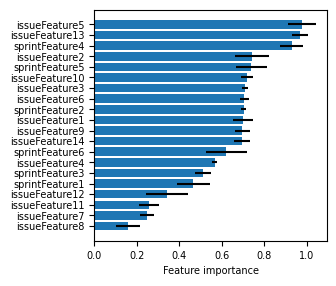 issueFeature5
issueFeature13
sprintFeature4
issueFeature2
sprintFeature5
issueFeature10
issueFeature3
issueFeature6
sprintFeature2
issueFeature1
issueFeature9
issueFeature14
sprintFeature6
issueFeature4
sprintFeature3
sprintFeature1
issueFeature12
issueFeature11
issueFeature7
issueFeature8
0.0 0.2 0.4 0.6 0.8 1.0
Feature importance